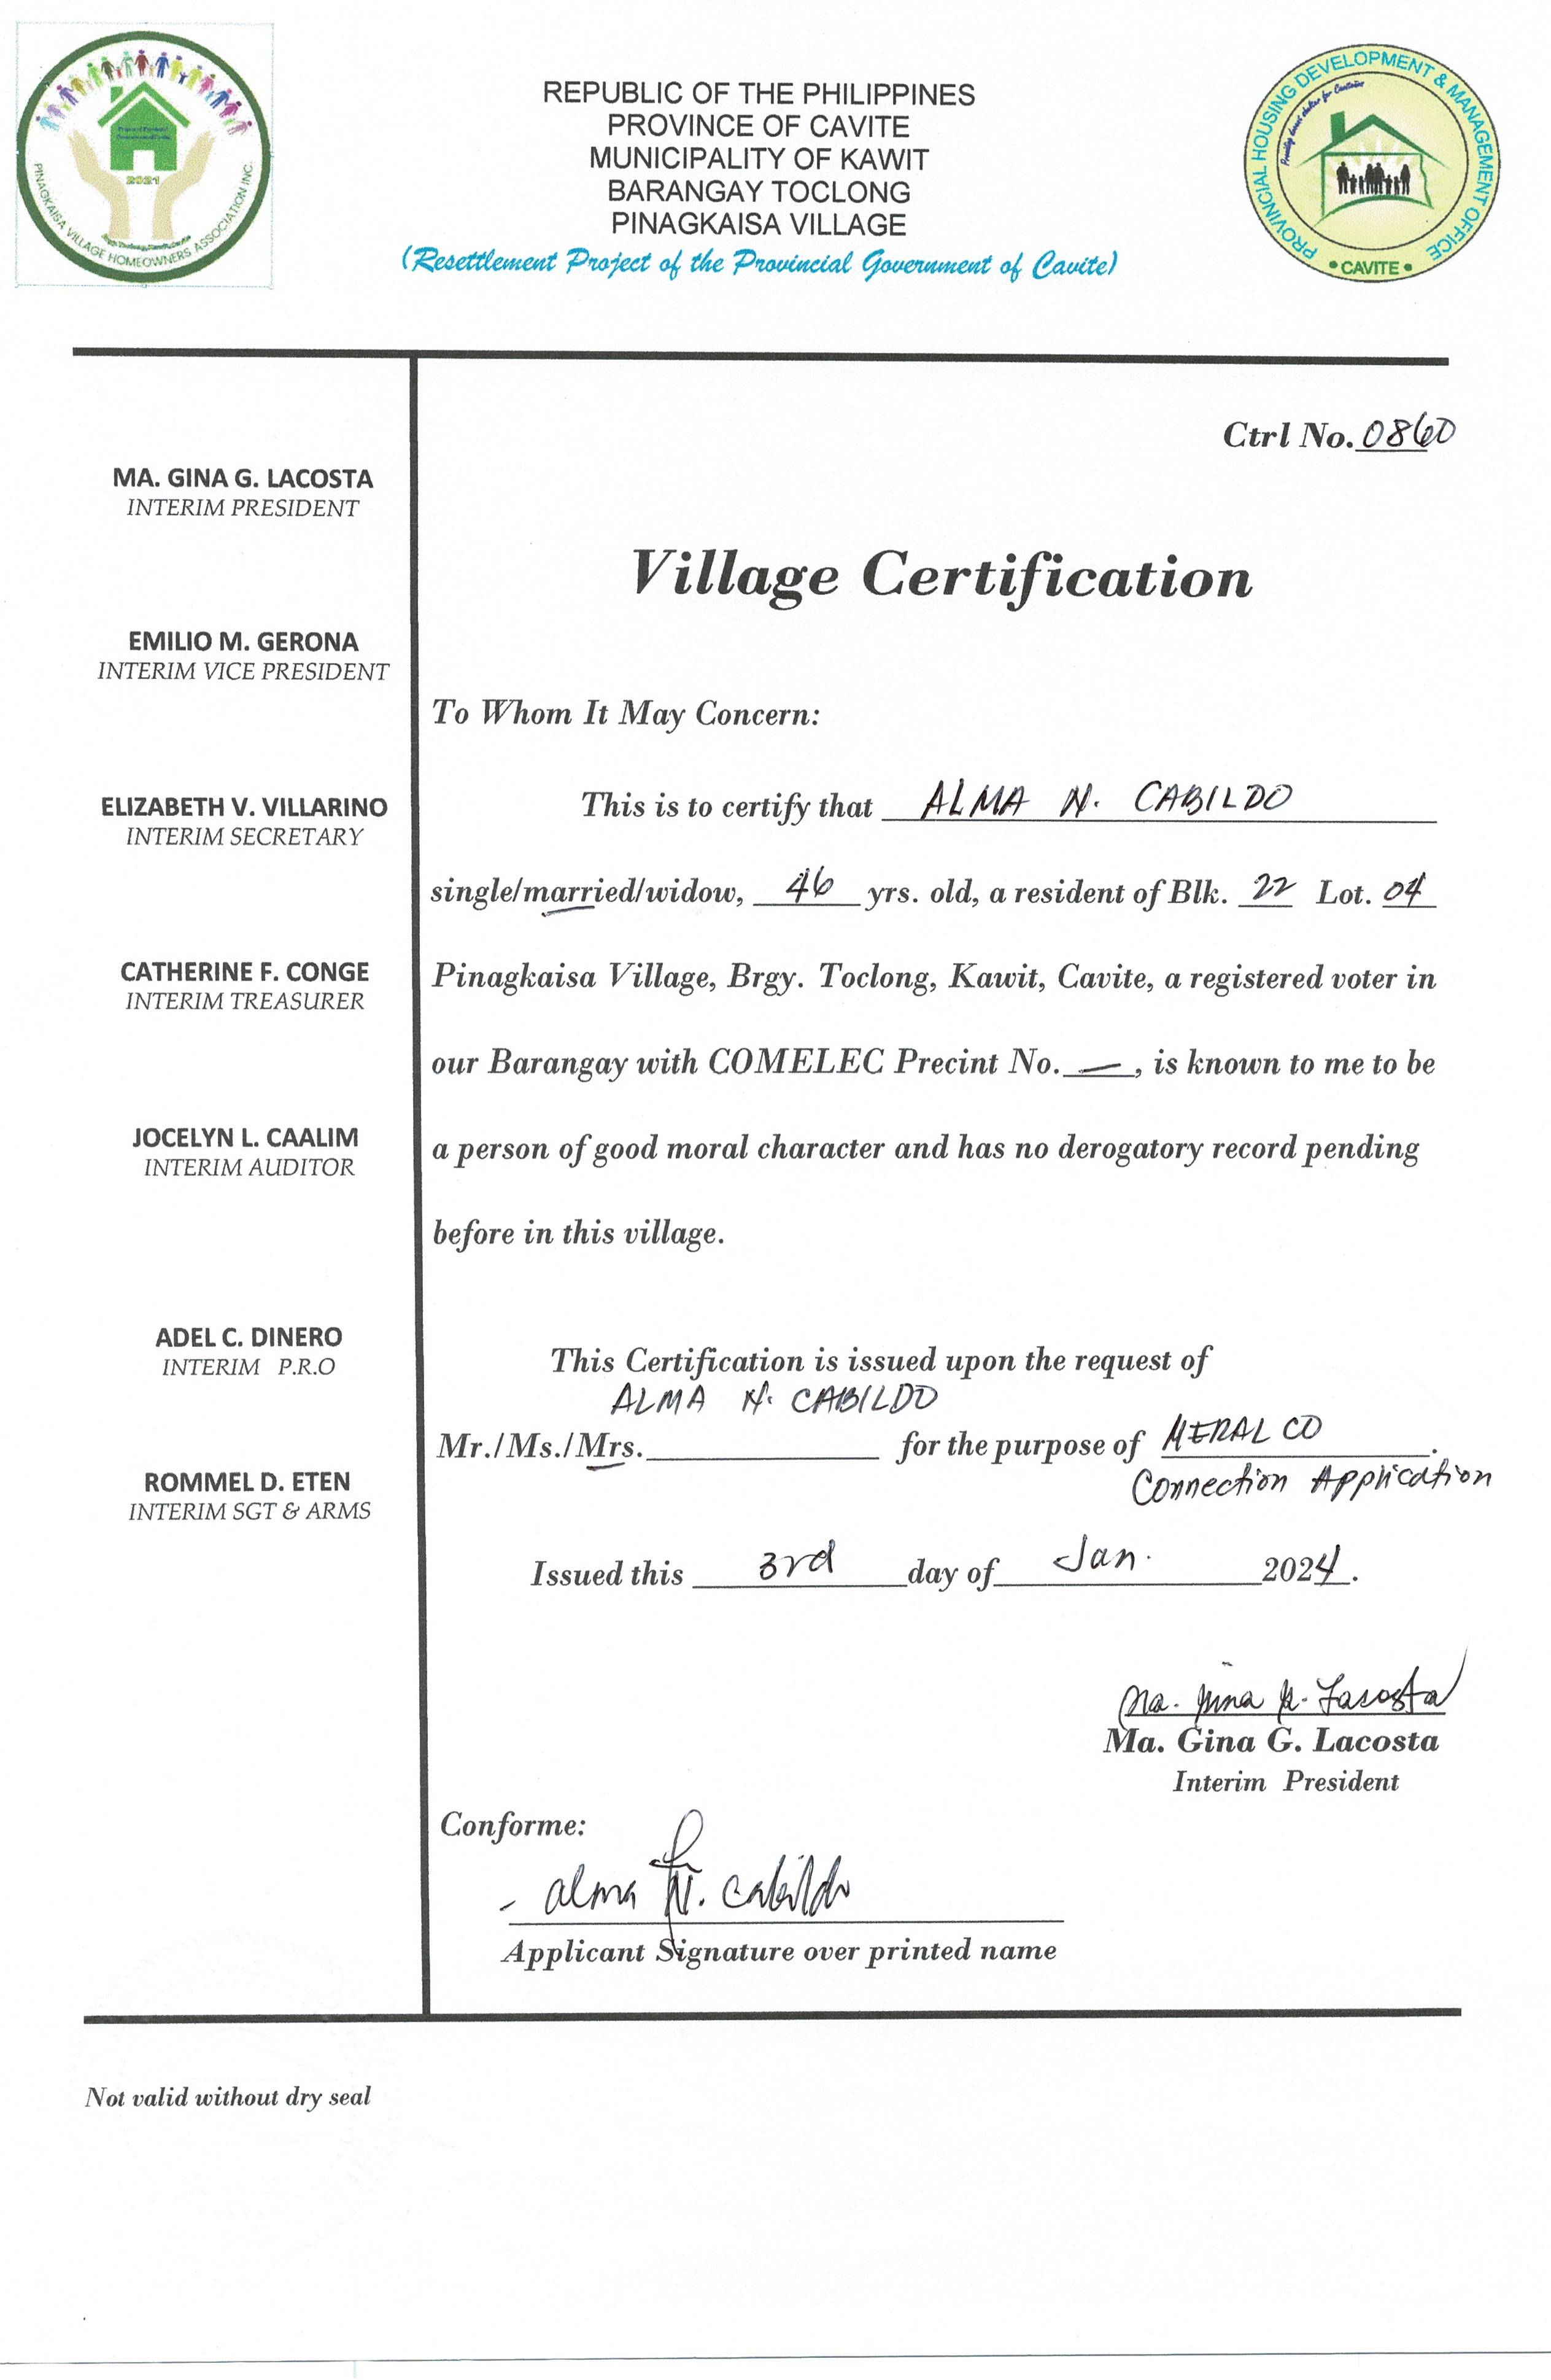 PINAGKAISA VILLAGE HOMEOWNERS ASSOCIATION INC.
2021
REPUBLIC OF THE PHILIPPINES
PROVINCE OF CAVITE
MUNICIPALITY OF KAWIT
BARANGAY TOCLONG
PINAGKAISA VILLAGE
(Resettlement Project of the Provincial Government of Cavite)
PROVINCIAL HOUSING DEVELOPMENT & MANAGEMENT OFFICE
• CAVITE •
MA. GINA G. LACOSTA
INTERIM PRESIDENT
EMILIO M. GERONA
INTERIM VICE PRESIDENT
ELIZABETH V. VILLARINO
INTERIM SECRETARY
CATHERINE F. CONGE
INTERIM TREASURER
JOCELYN L. CAALIM
INTERIM AUDITOR
ADEL C. DINERO
INTERIM P.R.O
ROMMEL D. ETEN
INTERIM SGT & ARMS
Ctrl No. 0860
Village Certification
To Whom It May Concern:
This is to certify that ALMA N. CABILDO
single/married/widow, 46 yrs. old, a resident of Blk. 22 Lot. 04
Pinagkaisa Village, Brgy. Toclong, Kawit, Cavite, a registered voter in
our Barangay with COMELEC Precint No. —, is known to me to be
a person of good moral character and has no derogatory record pending
before in this village.
This Certification is issued upon the request of
ALMA N. CABILDO
Mr./Ms./Mrs. for the purpose of MERALCO
Connection Application.
Issued this 3rd day of Jan. 2024.
Ma. Gina G. Lacosta
Ma. Gina G. Lacosta
Interim President
Conforme:
- alma N. Cabildo
Applicant Signature over printed name
Not valid without dry seal